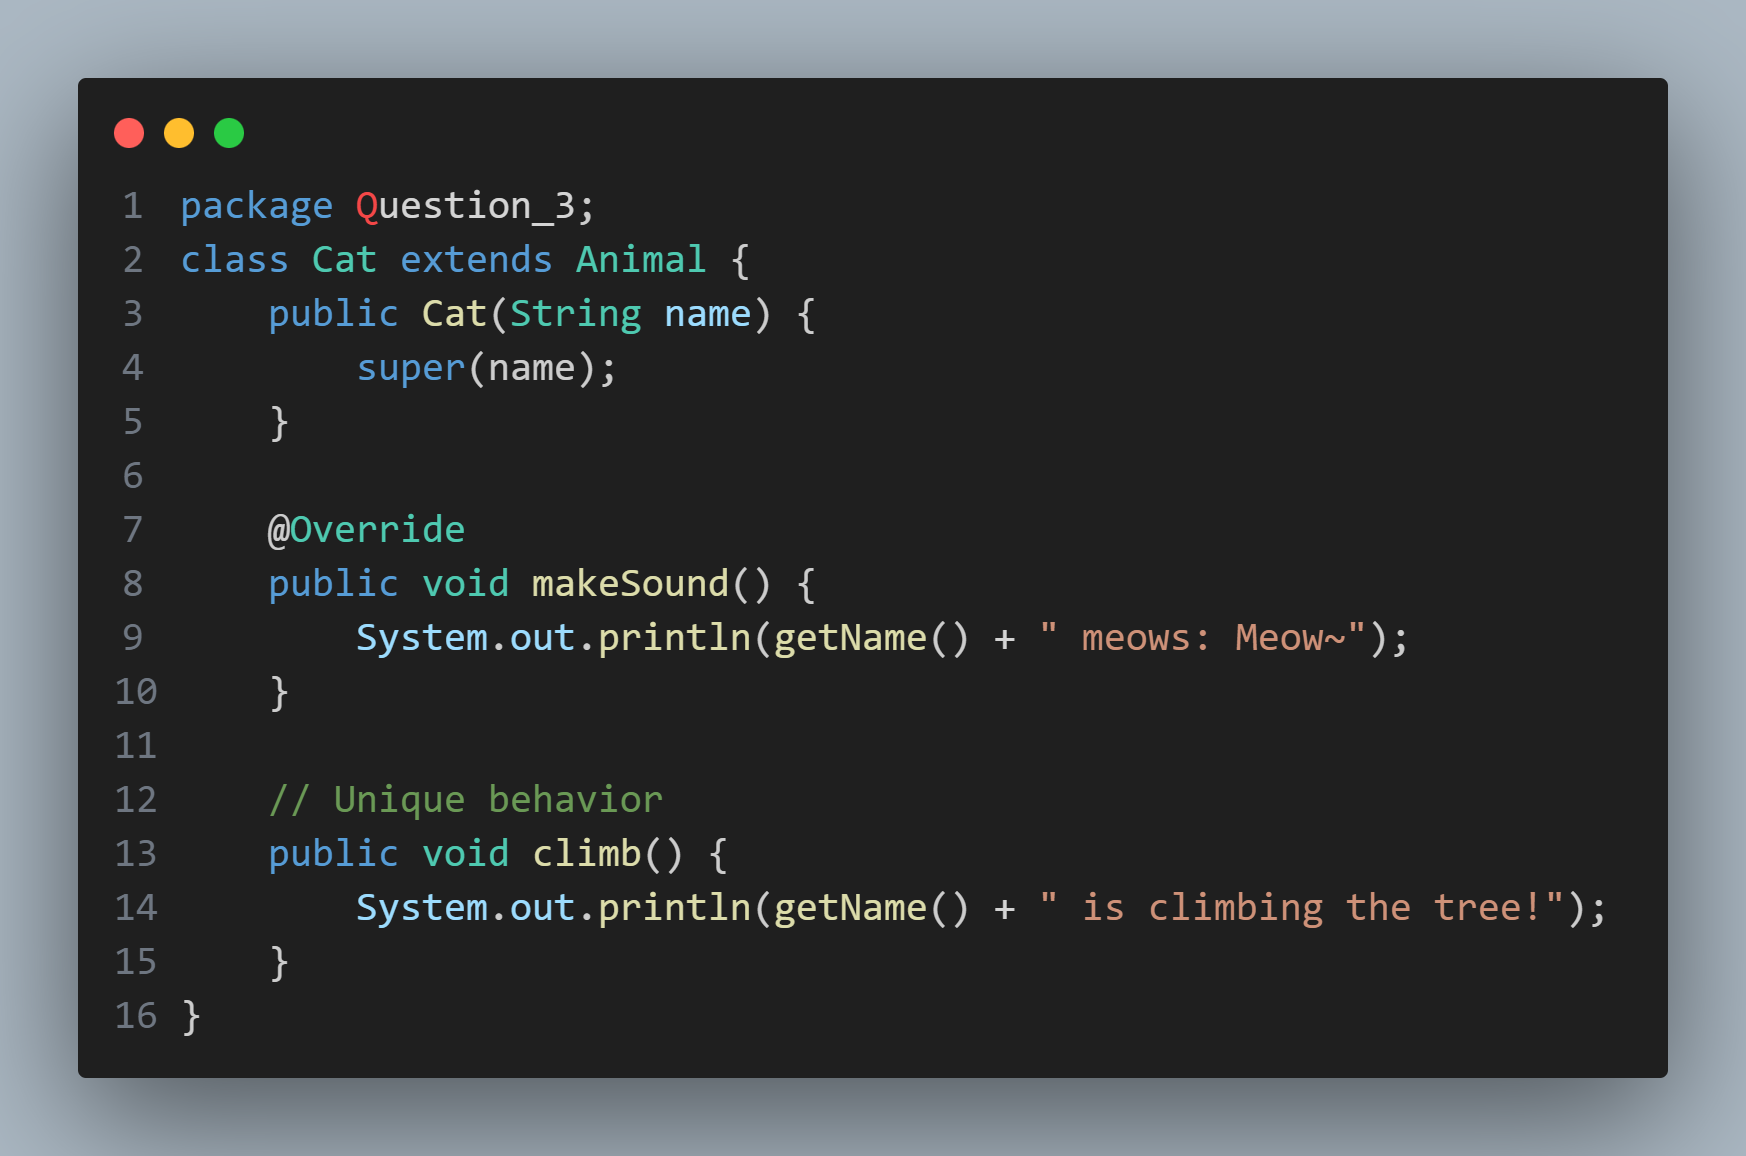 1 package Question_3;
2 class Cat extends Animal {
3     public Cat(String name) {
4         super(name);
5     }
6
7     @Override
8     public void makeSound() {
9         System.out.println(getName() + " meows: Meow~");
10     }
11
12     // Unique behavior
13     public void climb() {
14         System.out.println(getName() + " is climbing the tree!");
15     }
16 }